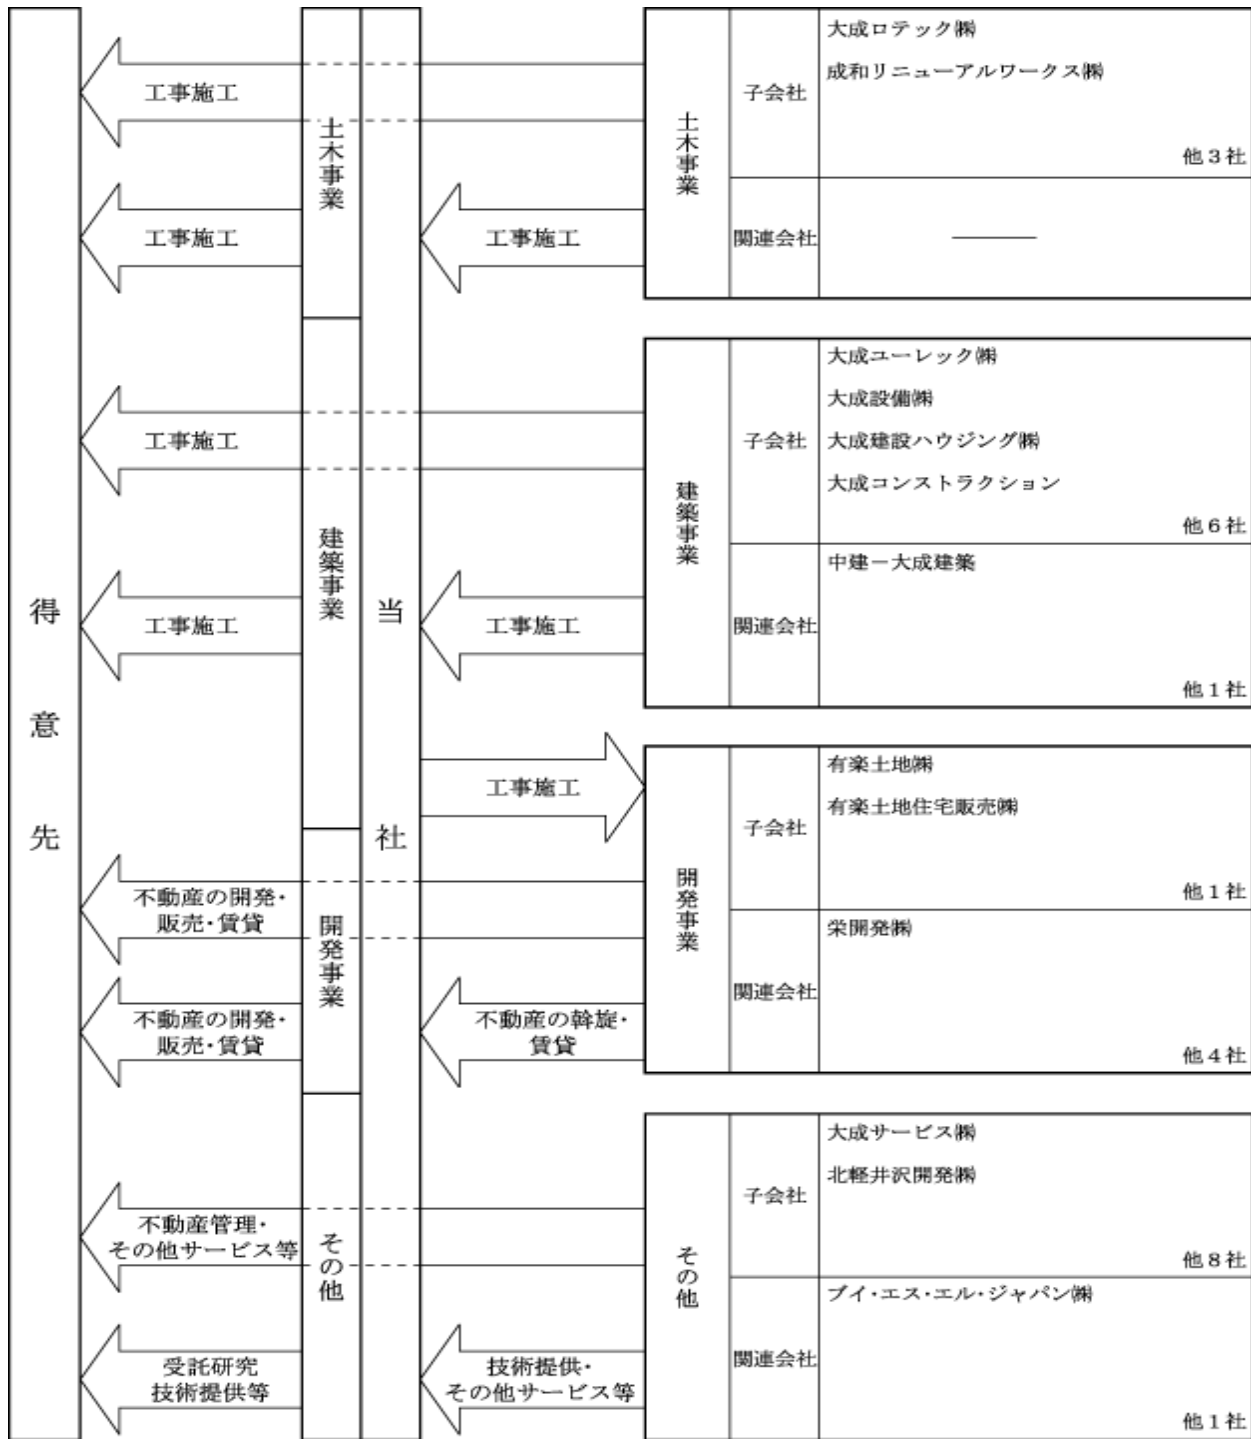 得意先
当社
土木事業
工事施工
工事施工
工事施工
土木事業
子会社
大成ロテック㈱
成和リニューアルワークス㈱
他3社
関連会社
―――
建築事業
工事施工
工事施工
工事施工
工事施工
建築事業
子会社
大成ユーレック㈱
大成設備㈱
大成建設ハウジング㈱
大成コンストラクション
他6社
関連会社
中建－大成建築
他1社
開発事業
不動産の開発・
販売・賃貸
不動産の開発・
販売・賃貸
不動産の斡旋・
賃貸
開発事業
子会社
有楽土地㈱
有楽土地住宅販売㈱
他1社
関連会社
栄開発㈱
他4社
その他
不動産管理・
その他サービス等
受託研究
技術提供等
技術提供・
その他サービス等
その他
子会社
大成サービス㈱
北軽井沢開発㈱
他8社
関連会社
ブイ・エス・エル・ジャパン㈱
他1社